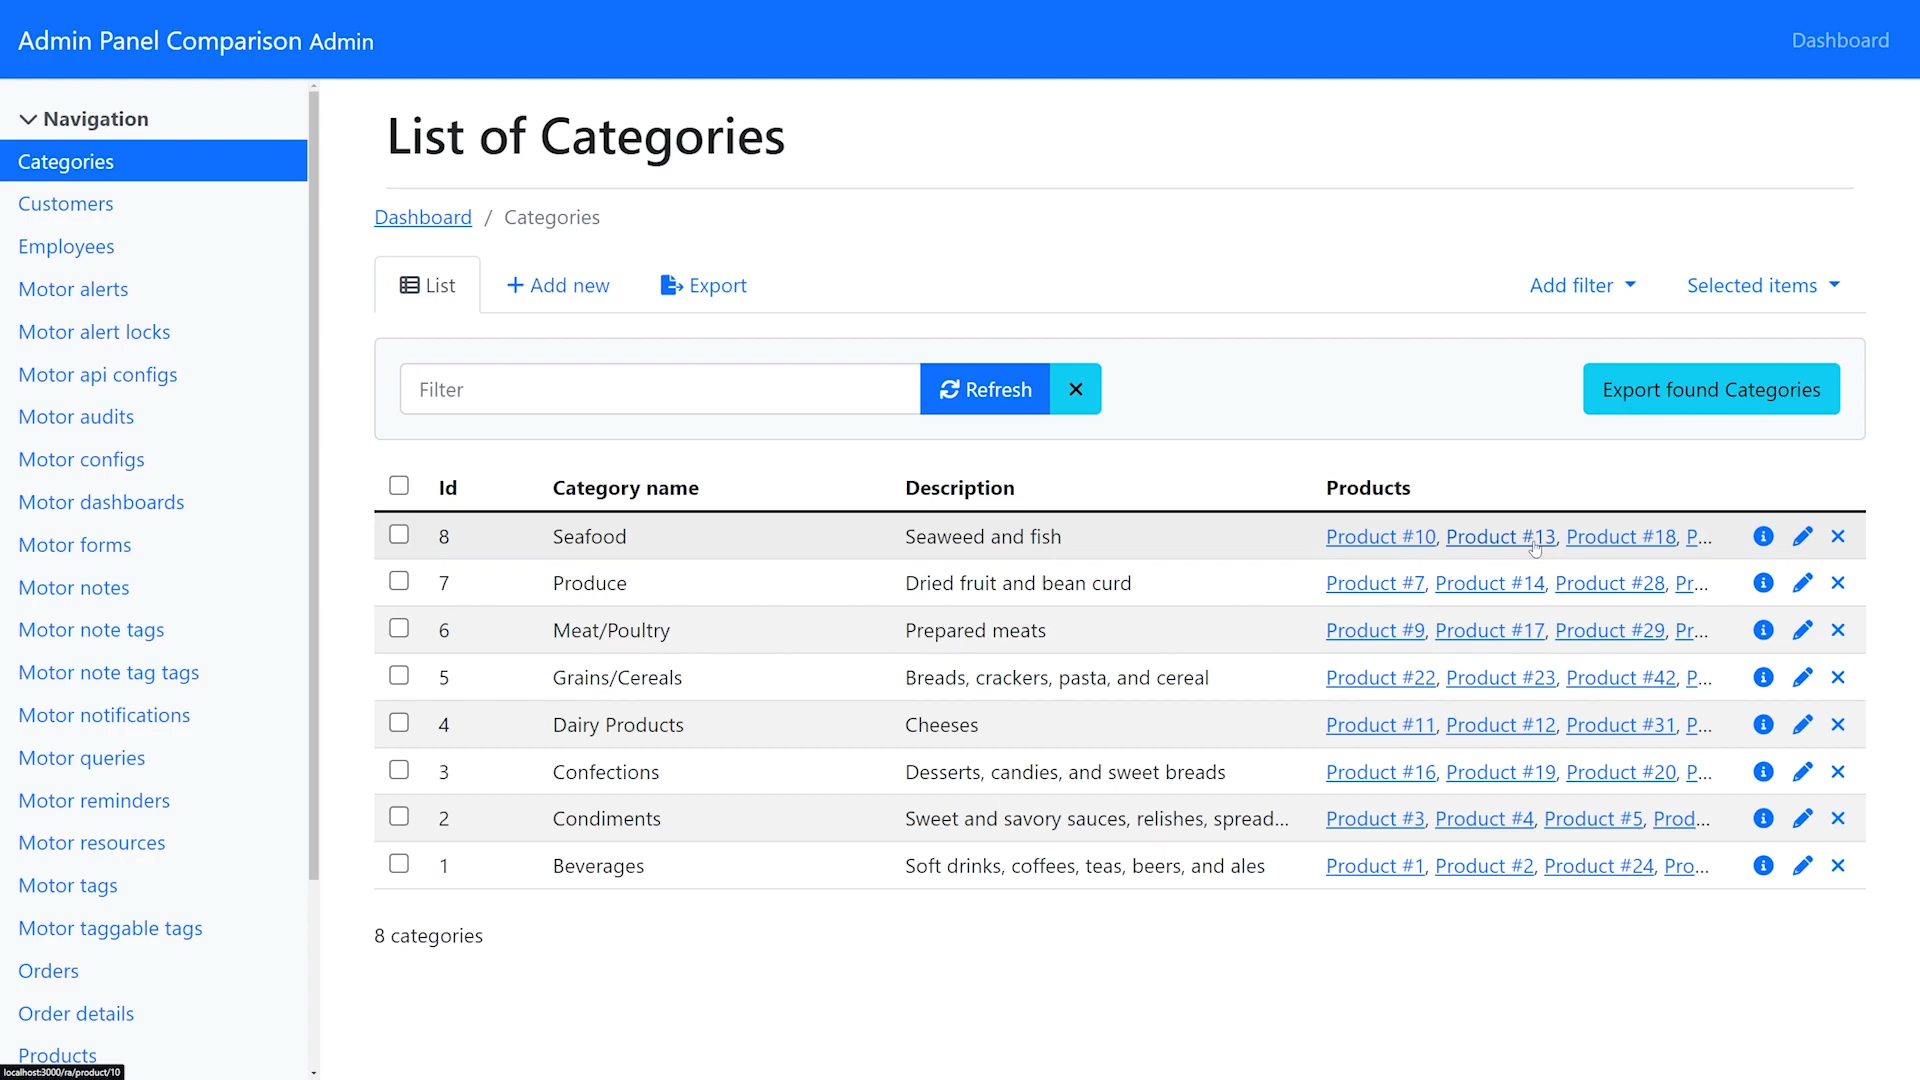 Admin Panel Comparison Admin
Dashboard
Navigation
Categories
Customers
Employees
Motor alerts
Motor alert locks
Motor api configs
Motor audits
Motor configs
Motor dashboards
Motor forms
Motor notes
Motor note tags
Motor note tag tags
Motor notifications
Motor queries
Motor reminders
Motor resources
Motor tags
Motor taggable tags
Orders
Order details
Products
localhost:3000/ra/product/10
List of Categories
Dashboard / Categories
List + Add new Export Add filter Selected items
Filter Refresh × Export found Categories
Id Category name Description Products
8 Seafood Seaweed and fish Product #10, Product #13, Product #18, P...
7 Produce Dried fruit and bean curd Product #7, Product #14, Product #28, Pr...
6 Meat/Poultry Prepared meats Product #9, Product #17, Product #29, Pr...
5 Grains/Cereals Breads, crackers, pasta, and cereal Product #22, Product #23, Product #42, P...
4 Dairy Products Cheeses Product #11, Product #12, Product #31, P...
3 Confections Desserts, candies, and sweet breads Product #16, Product #19, Product #20, P...
2 Condiments Sweet and savory sauces, relishes, spread... Product #3, Product #4, Product #5, Prod...
1 Beverages Soft drinks, coffees, teas, beers, and ales Product #1, Product #2, Product #24, Pro...
8 categories